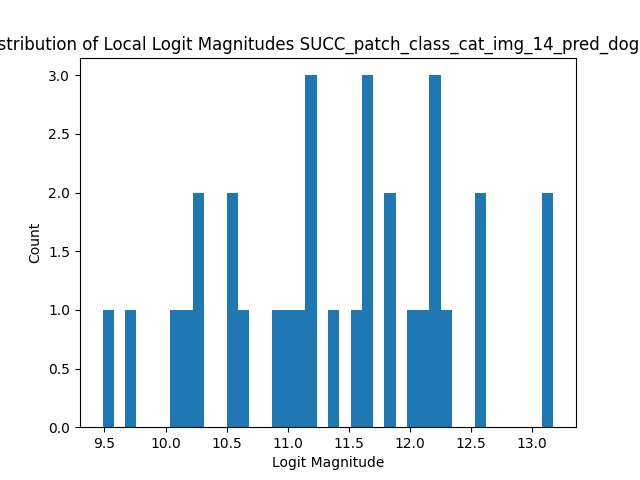 stribution of Local Logit Magnitudes SUCC_patch_class_cat_img_14_pred_dog
3.0
2.5
2.0
1.5
1.0
0.5
0.0
Count
9.5 10.0 10.5 11.0 11.5 12.0 12.5 13.0
Logit Magnitude